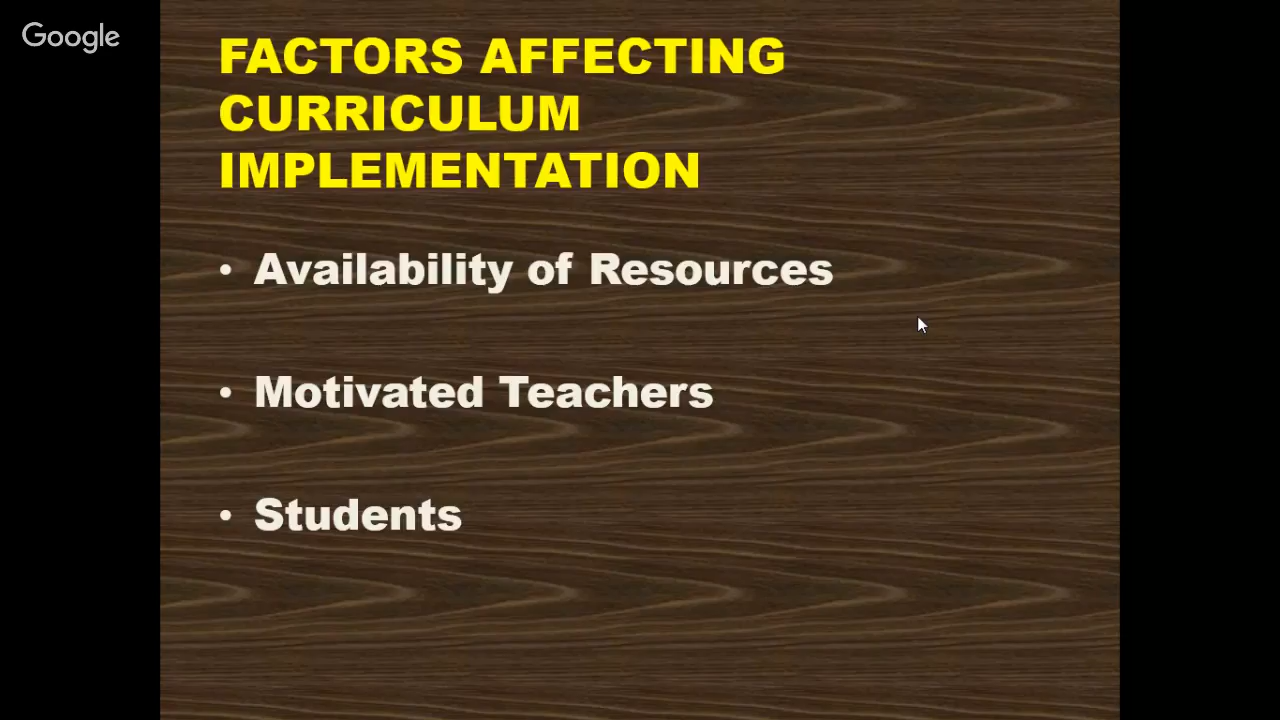 Google
FACTORS AFFECTING
CURRICULUM
IMPLEMENTATION
• Availability of Resources
• Motivated Teachers
• Students